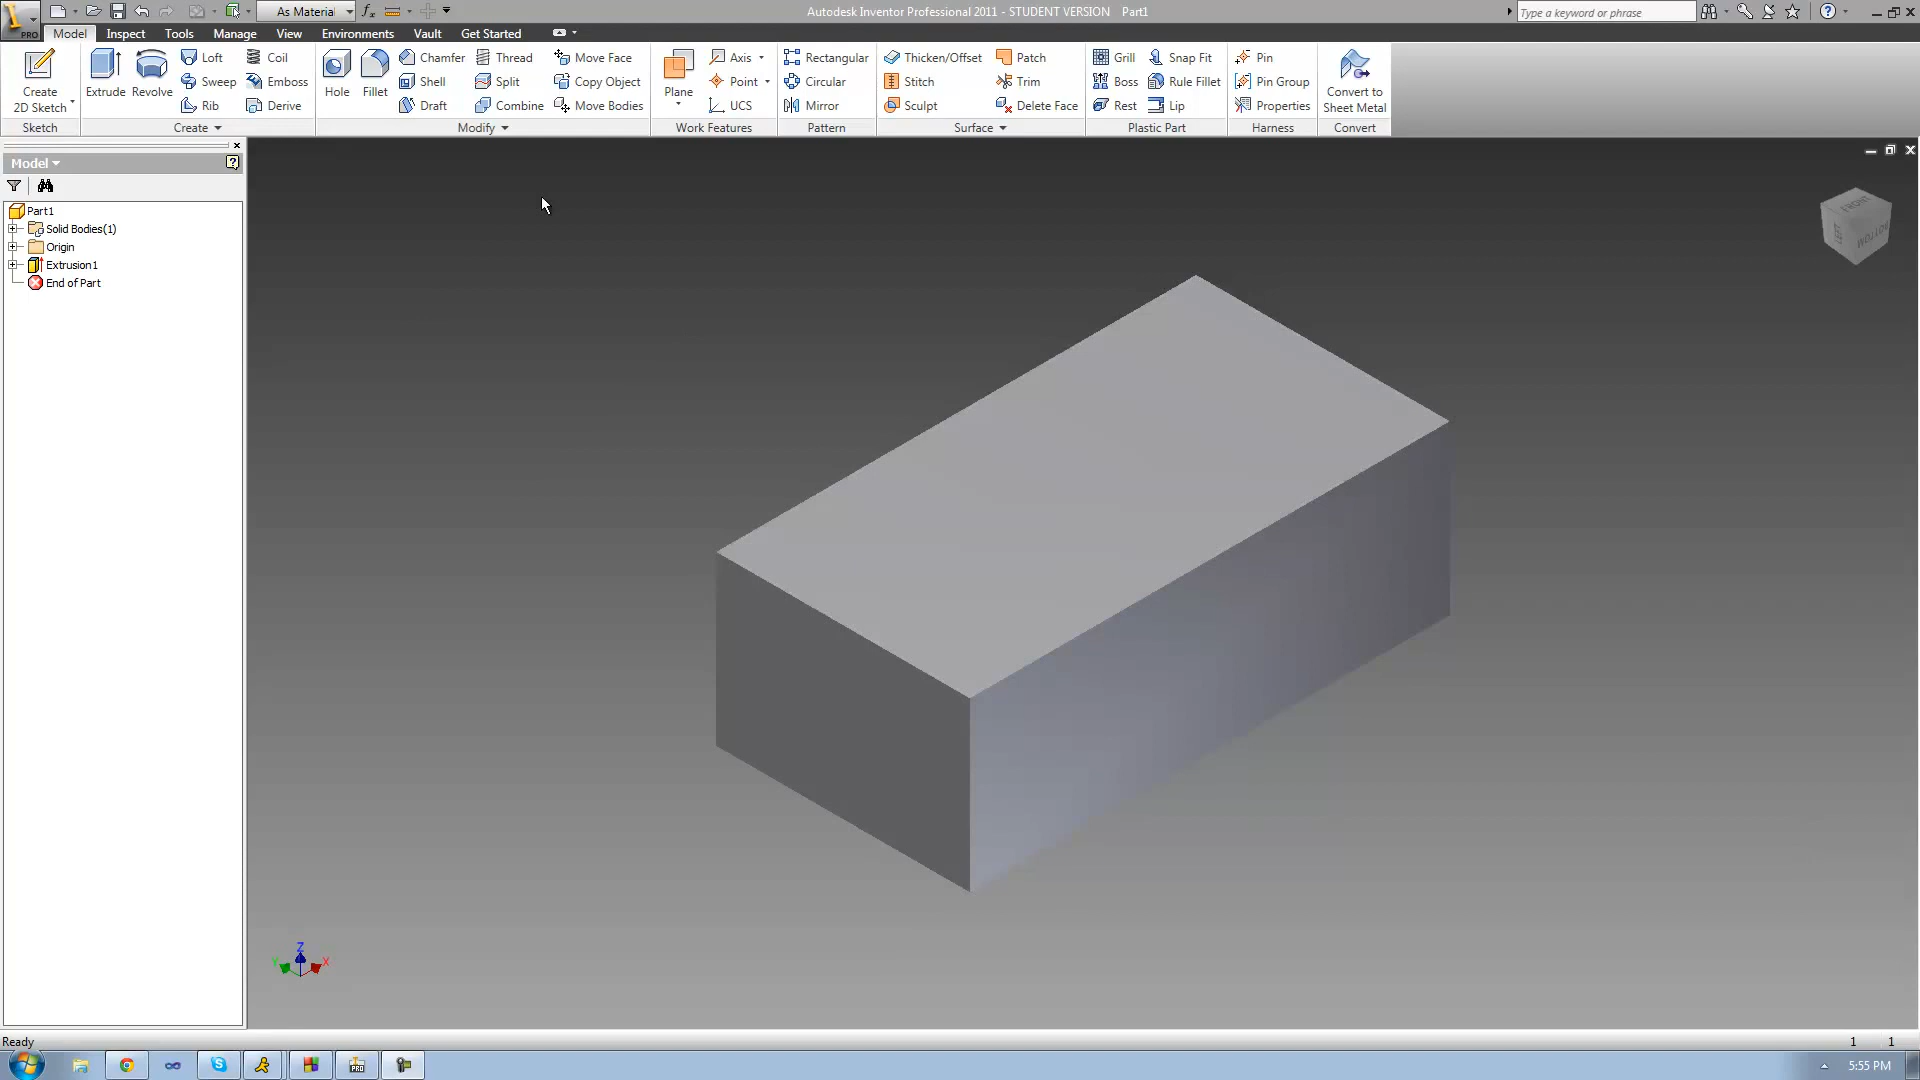 As Material
Autodesk Inventor Professional 2011 - STUDENT VERSION Part1
Type a keyword or phrase
PRO
Model Inspect Tools Manage View Environments Vault Get Started
Create
2D Sketch
Extrude
Revolve
Loft
Sweep
Rib
Coil
Emboss
Derive
Hole
Fillet
Chamfer
Shell
Draft
Thread
Split
Combine
Move Face
Copy Object
Move Bodies
Plane
Axis
Point
UCS
Rectangular
Circular
Mirror
Thicken/Offset
Stitch
Sculpt
Patch
Trim
Delete Face
Grill
Boss
Rest
Snap Fit
Rule Fillet
Lip
Pin
Pin Group
Properties
Convert to
Sheet Metal
Sketch Create Modify Work Features Pattern Surface Plastic Part Harness Convert
Model
Part1
Solid Bodies(1)
Origin
Extrusion1
End of Part
FRONT
BOTTOM
Z
Y X
Ready
1 1
PRO
5:55 PM